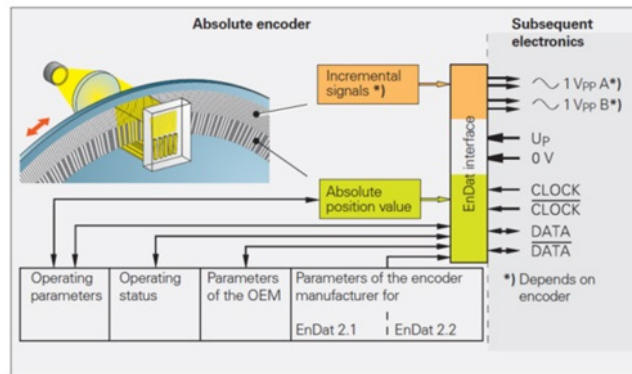 Absolute encoder
Subsequent
electronics
Incremental
signals *)
1 VPP A*)
1 VPP B*)
EnDat interface
UP
0 V
Absolute
position value
CLOCK
CLOCK
DATA
DATA
*) Depends on
encoder
Operating
parameters
Operating
status
Parameters
of the OEM
Parameters of the encoder
manufacturer for
EnDat 2.1
EnDat 2.2